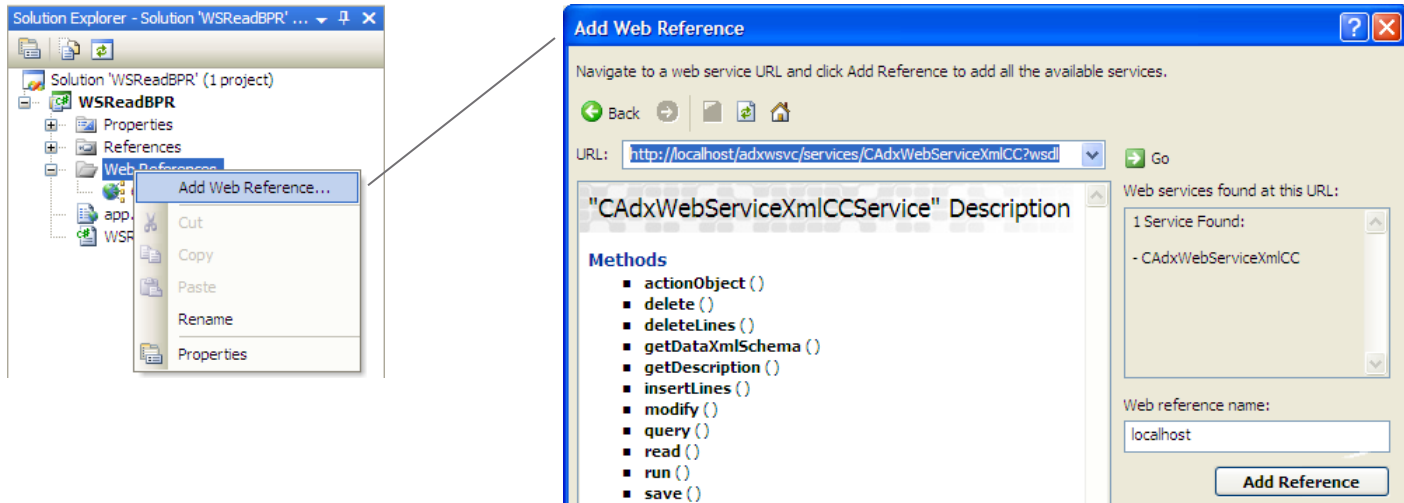 Solution Explorer - Solution 'WSReadBPR' ...
Solution 'WSReadBPR' (1 project)
WSReadBPR
Properties
References
Web References
Add Web Reference...
app.
Cut
WSR
Copy
Paste
Rename
Properties
Add Web Reference
Navigate to a web service URL and click Add Reference to add all the available services.
Back
URL: http://localhost/adxwsvc/services/CAdxWebServiceXmlCC?wsdl Go
"CAdxWebServiceXmlCCService" Description
Methods
actionObject ()
delete ()
deleteLines ()
getDataXmlSchema ()
getDescription ()
insertLines ()
modify ()
query ()
read ()
run ()
save ()
Web services found at this URL:
1 Service Found:
- CAdxWebServiceXmlCC
Web reference name:
localhost
Add Reference